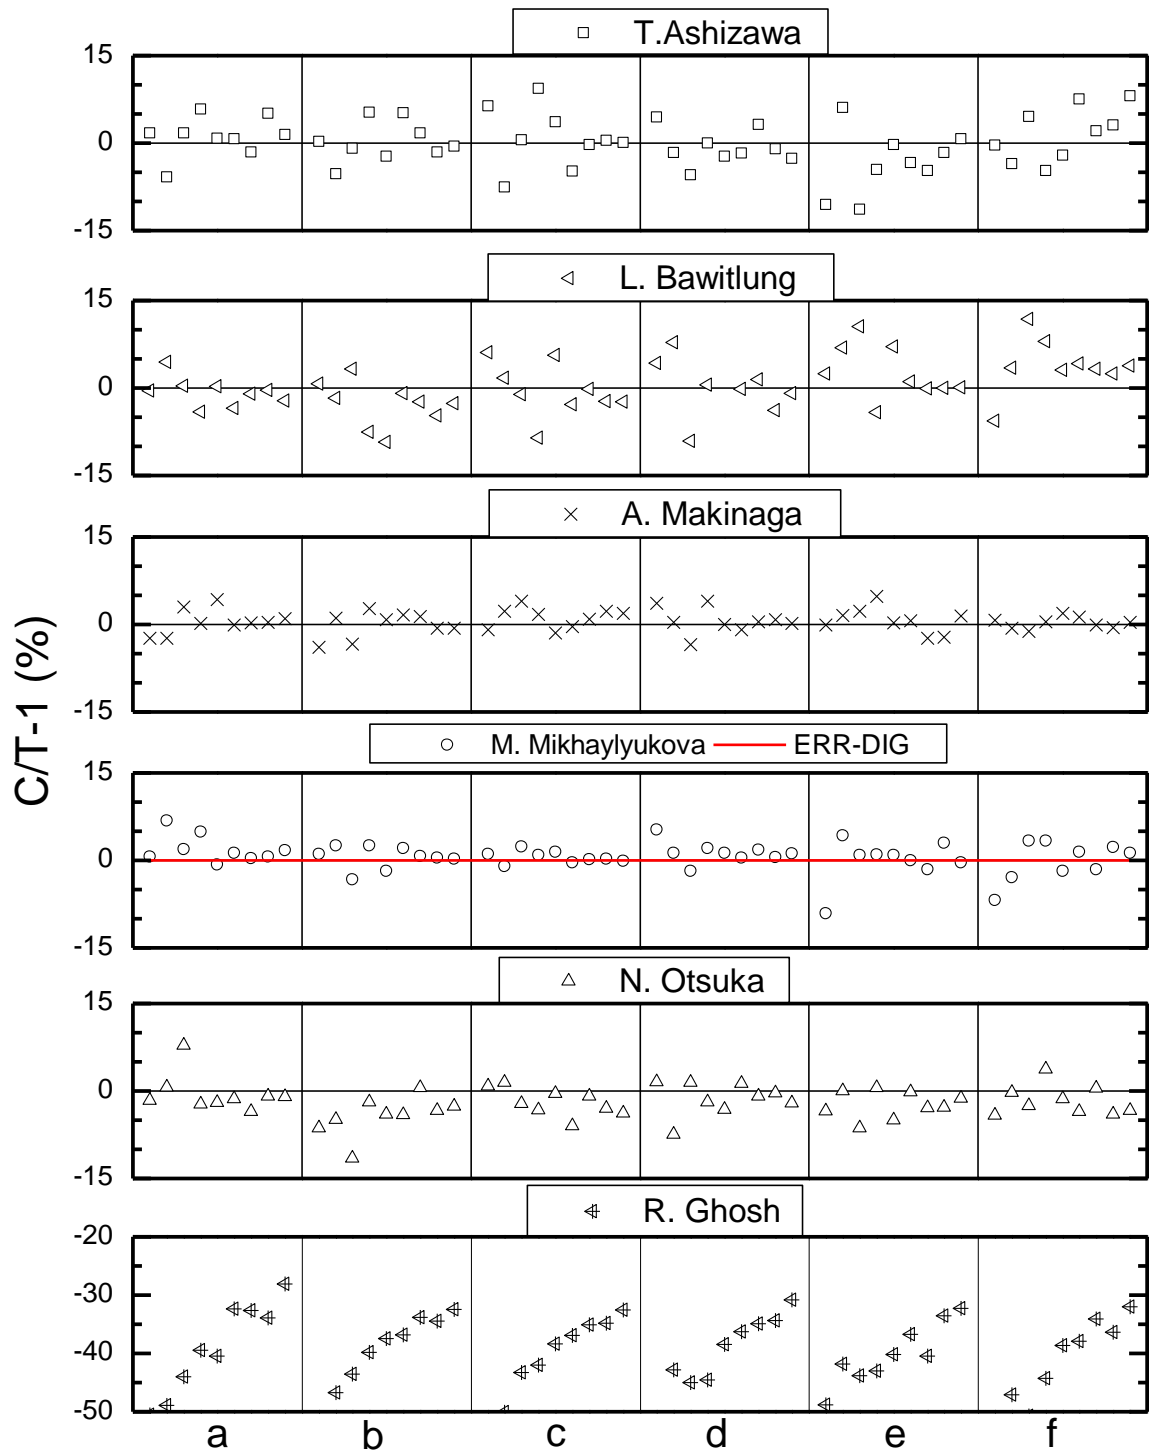 T.Ashizawa
15
0
-15
L. Bawitlung
15
0
-15
A. Makinaga
15
0
-15
C/T-1 (%)
M. Mikhaylyukova ERR-DIG
15
0
-15
N. Otsuka
15
0
-15
R. Ghosh
-20
-30
-40
-50
a b c d e f